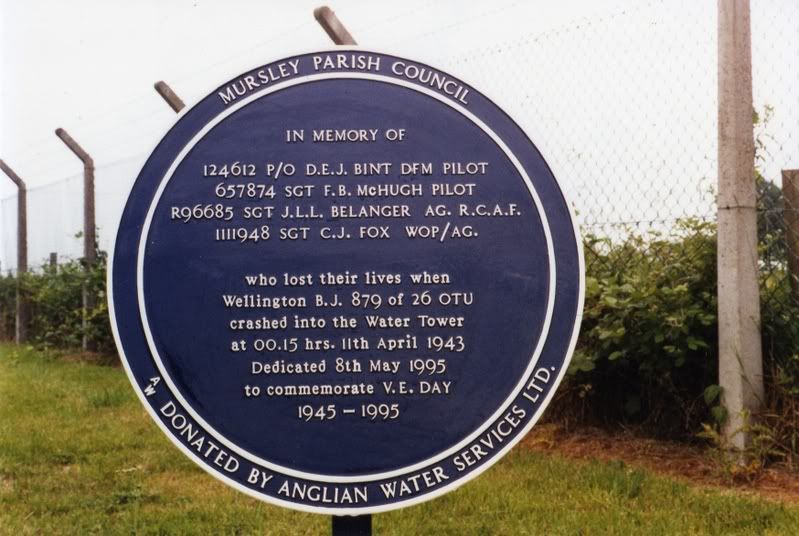 MURSLEY PARISH COUNCIL
IN MEMORY OF
124612 P/O D.E.J. BINT DFM PILOT
657874 SGT F.B. McHUGH PILOT
R96685 SGT J.L.L. BELANGER AG. R.C.A.F.
1111948 SGT C.J. FOX WOP/AG.
who lost their lives when
Wellington B.J. 879 of 26 OTU
crashed into the Water Tower
at 00.15 hrs. 11th April 1943
Dedicated 8th May 1995
to commemorate V.E. DAY
1945 – 1995
AW DONATED BY ANGLIAN WATER SERVICES LTD.